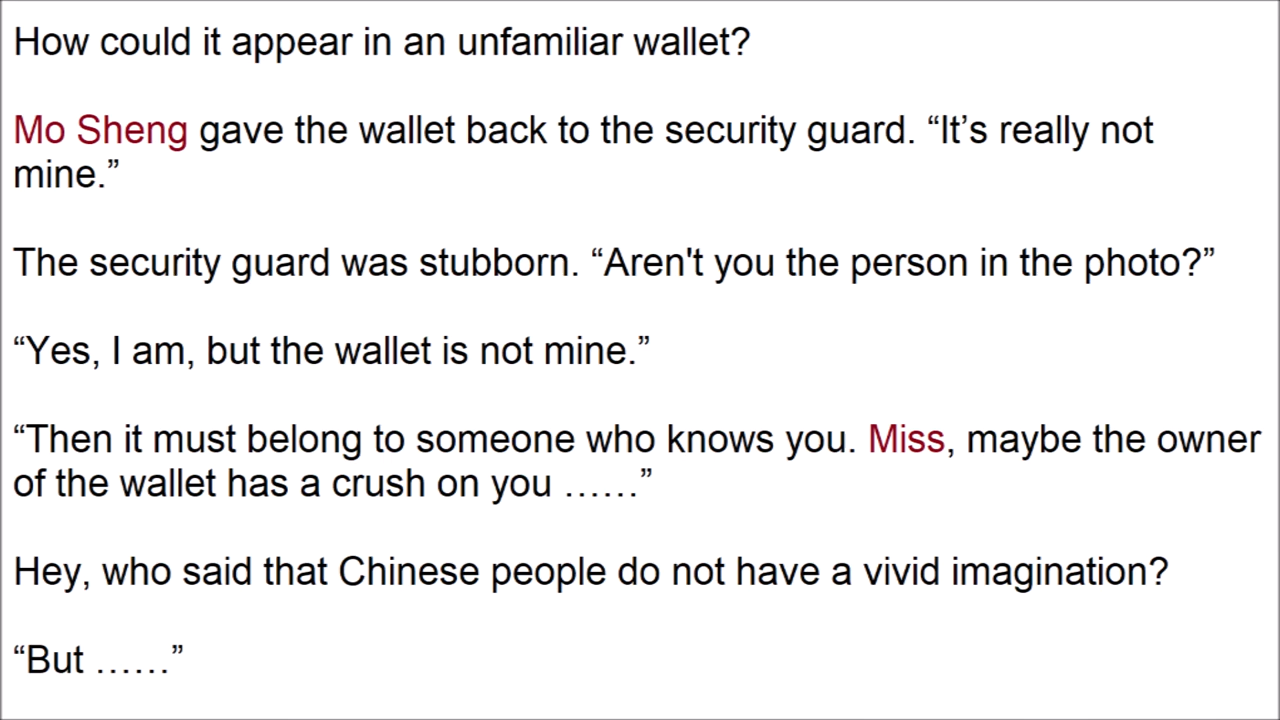 How could it appear in an unfamiliar wallet?
Mo Sheng gave the wallet back to the security guard. “It’s really not
mine.”
The security guard was stubborn. “Aren't you the person in the photo?”
“Yes, I am, but the wallet is not mine.”
“Then it must belong to someone who knows you. Miss, maybe the owner
of the wallet has a crush on you ……”
Hey, who said that Chinese people do not have a vivid imagination?
“But ……”